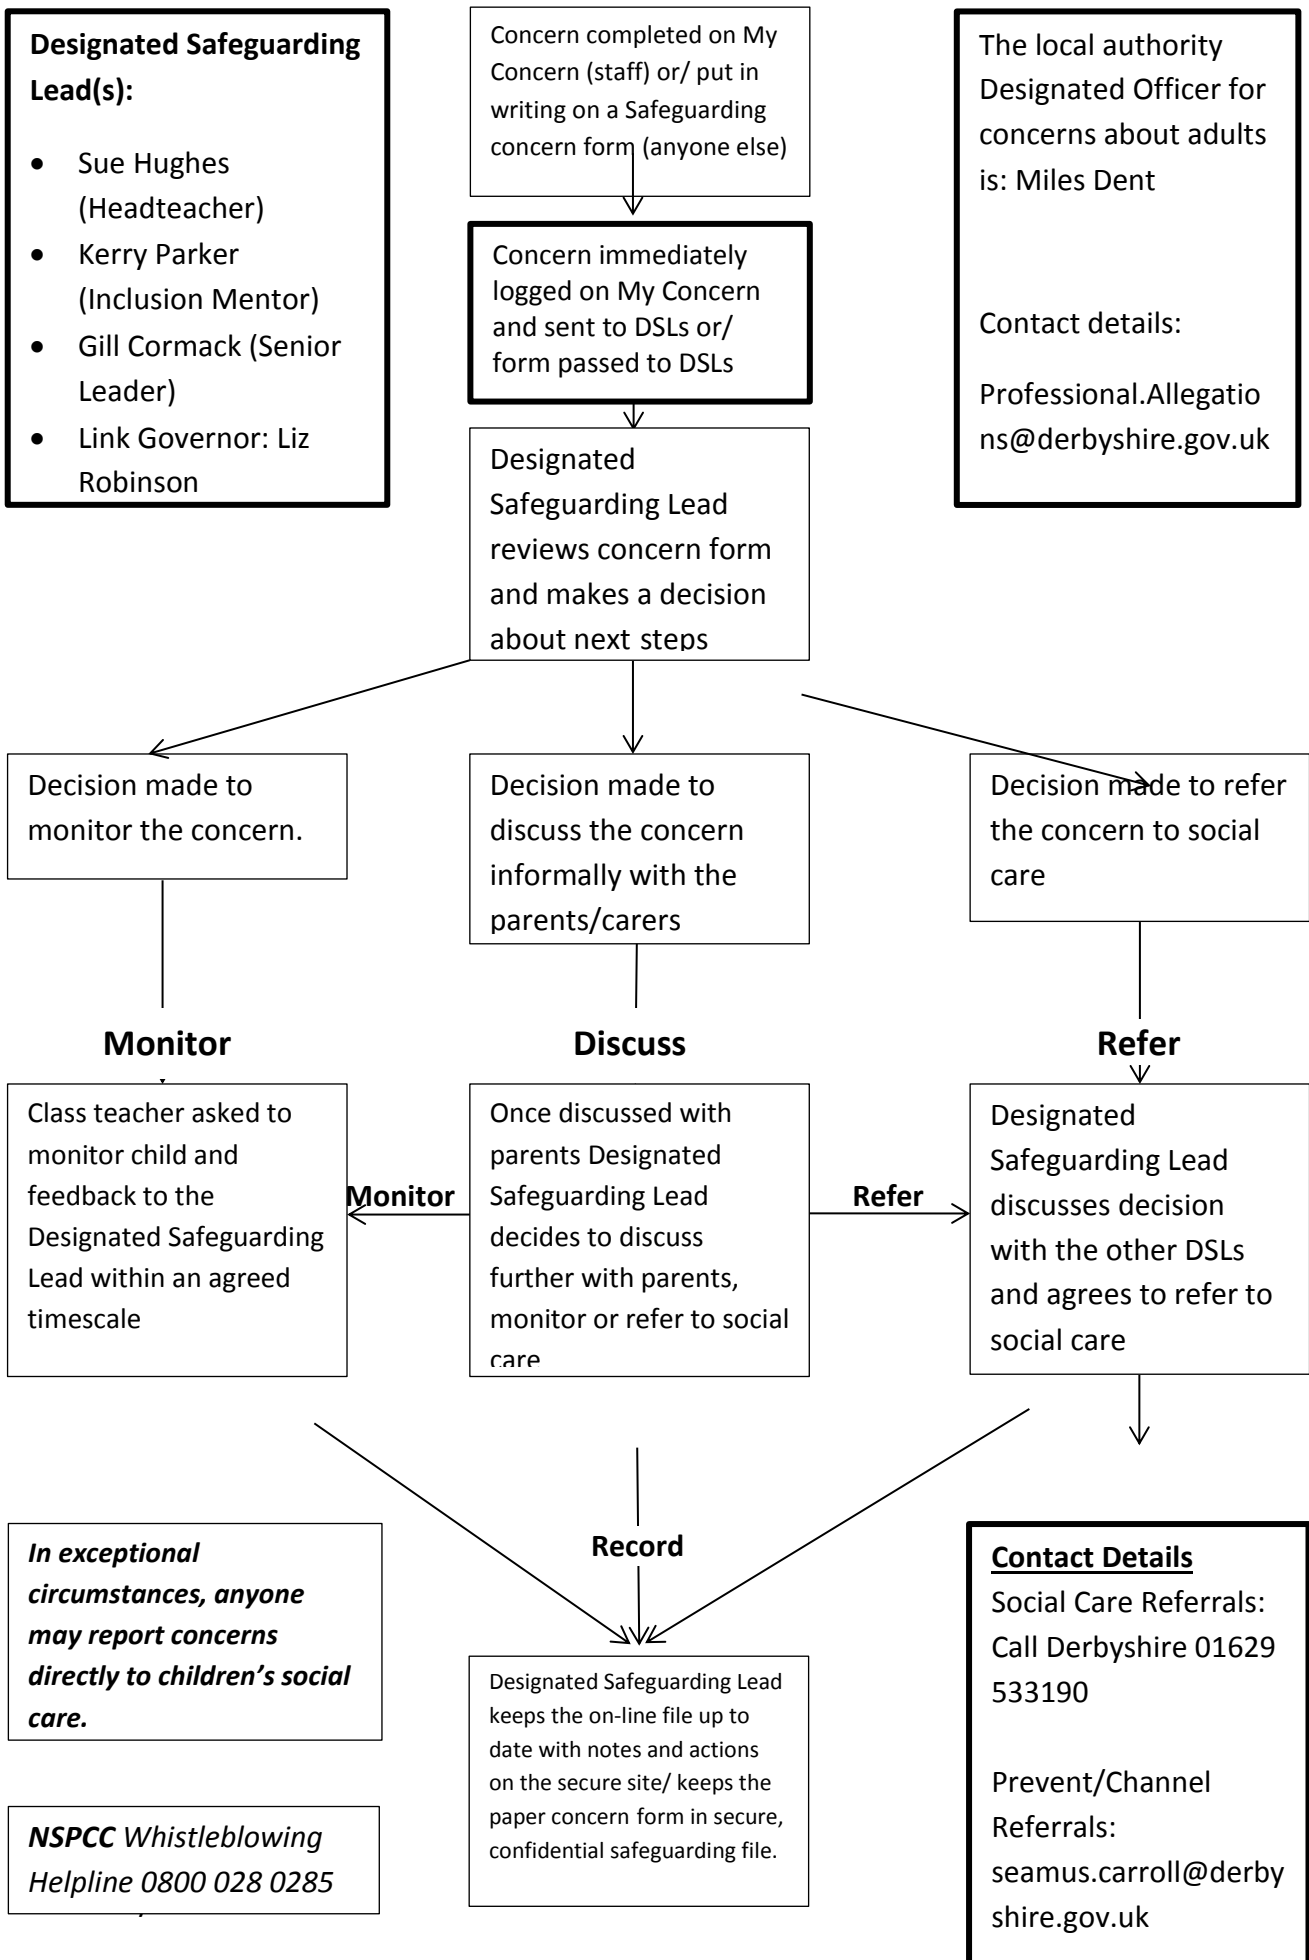 Designated Safeguarding
Lead(s):
• Sue Hughes
(Headteacher)
• Kerry Parker
(Inclusion Mentor)
• Gill Cormack (Senior
Leader)
• Link Governor: Liz
Robinson
Concern completed on My
Concern (staff) or/ put in
writing on a Safeguarding
concern form (anyone else)
The local authority
Designated Officer for
concerns about adults
is: Miles Dent
Contact details:
Professional.Allegatio
ns@derbyshire.gov.uk
Concern immediately
logged on My Concern
and sent to DSLs or/
form passed to DSLs
Designated
Safeguarding Lead
reviews concern form
and makes a decision
about next steps
Decision made to
monitor the concern.
Decision made to
discuss the concern
informally with the
parents/carers
Decision made to refer
the concern to social
care
Monitor
Discuss
Refer
Class teacher asked to
monitor child and
feedback to the
Designated Safeguarding
Lead within an agreed
timescale
Monitor
Once discussed with
parents Designated
Safeguarding Lead
decides to discuss
further with parents,
monitor or refer to social
care
Refer
Designated
Safeguarding Lead
discusses decision
with the other DSLs
and agrees to refer to
social care
In exceptional
circumstances, anyone
may report concerns
directly to children’s social
care.
Record
Contact Details
Social Care Referrals:
Call Derbyshire 01629
533190
Prevent/Channel
Referrals:
seamus.carroll@derby
shire.gov.uk
Designated Safeguarding Lead
keeps the on-line file up to
date with notes and actions
on the secure site/ keeps the
paper concern form in secure,
confidential safeguarding file.
NSPCC Whistleblowing
Helpline 0800 028 0285